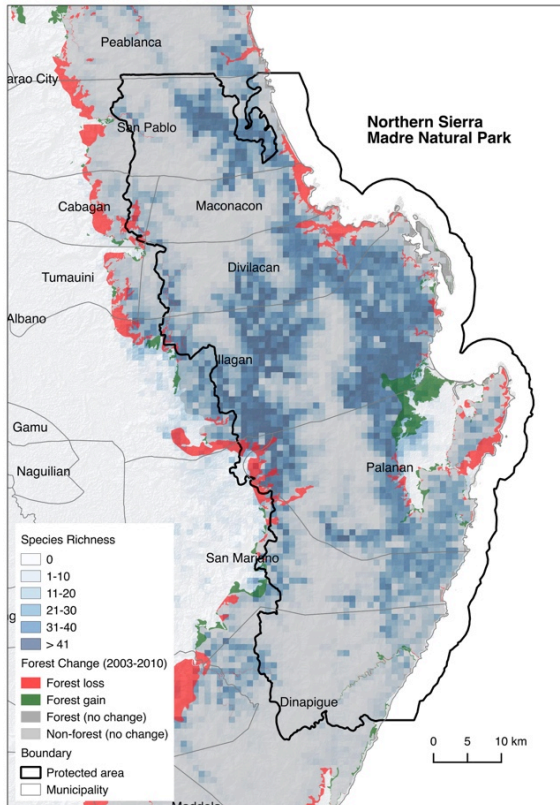 Peablanca
arao City
Northern Sierra
Madre Natural Park
San Pablo
Cabagan
Maconacon
Tumauini
Divilacan
Albano
Illagan
Gamu
Naguilian
Palanan
San Mariano
Dinapigue
Species Richness
0
1-10
11-20
21-30
31-40
> 41
Forest Change (2003-2010)
Forest loss
Forest gain
Forest (no change)
Non-forest (no change)
Boundary
Protected area
Municipality
0 5 10 km